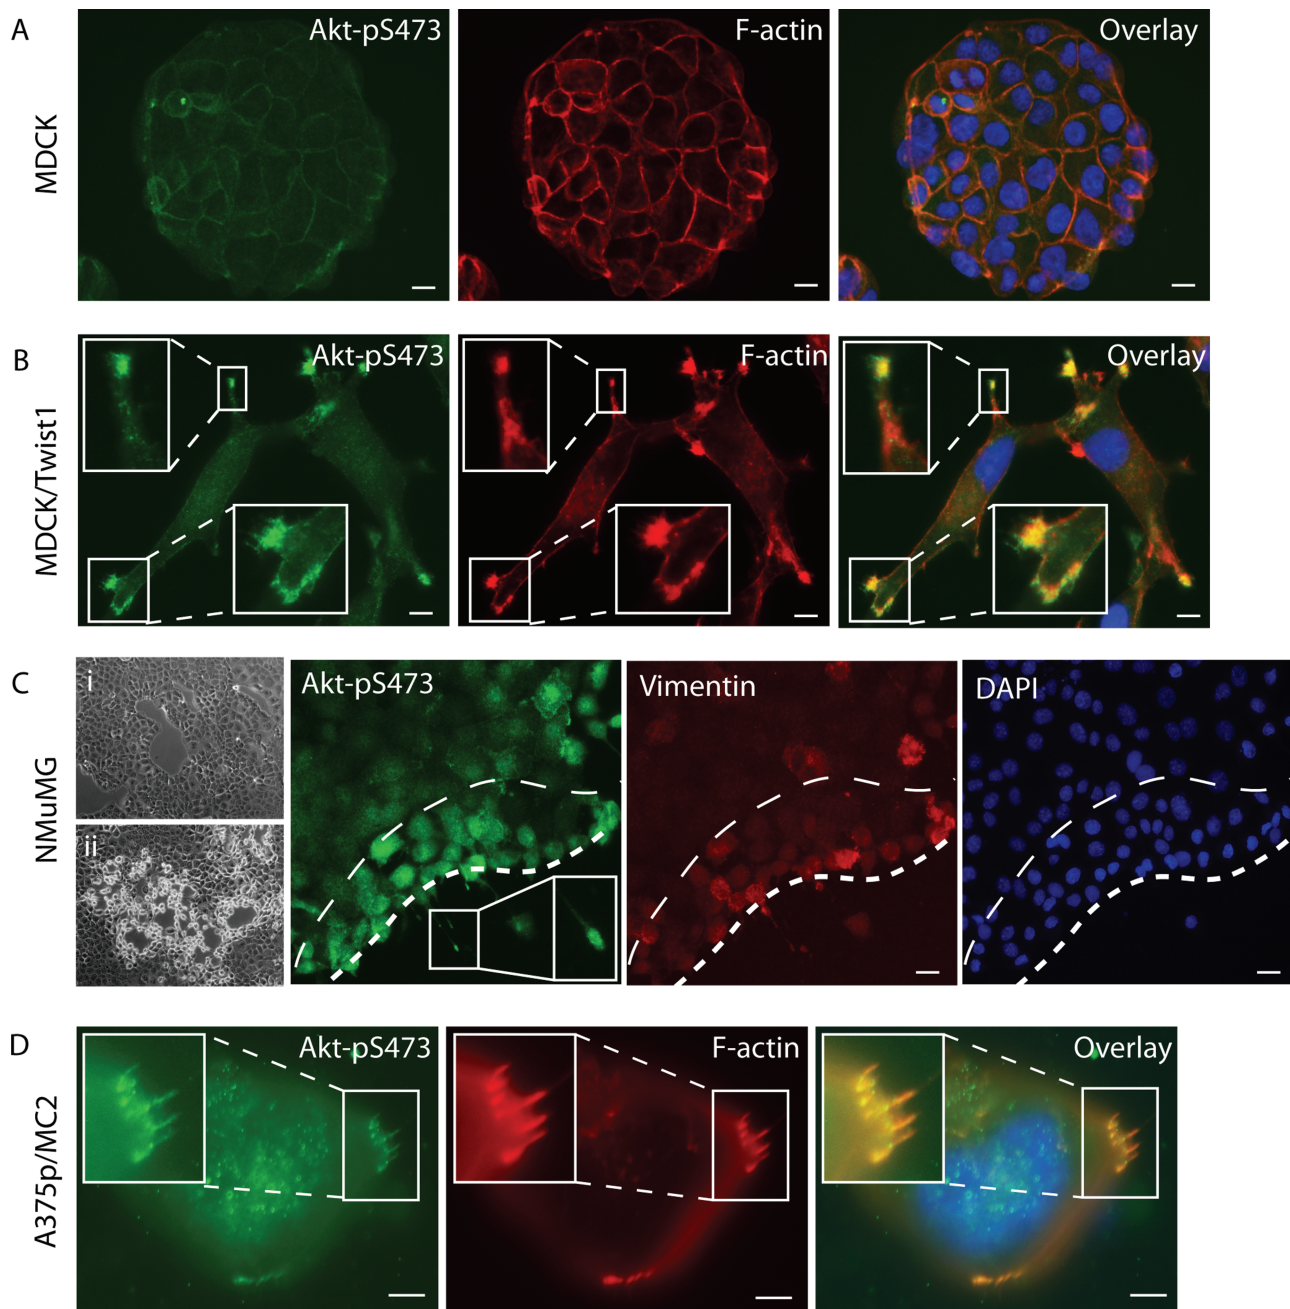 A
MDCK
Akt-pS473
F-actin
Overlay
B
MDCK/Twist1
Akt-pS473
F-actin
Overlay
C
NMuMG
i
ii
Akt-pS473
Vimentin
DAPI
D
A375p/MC2
Akt-pS473
F-actin
Overlay